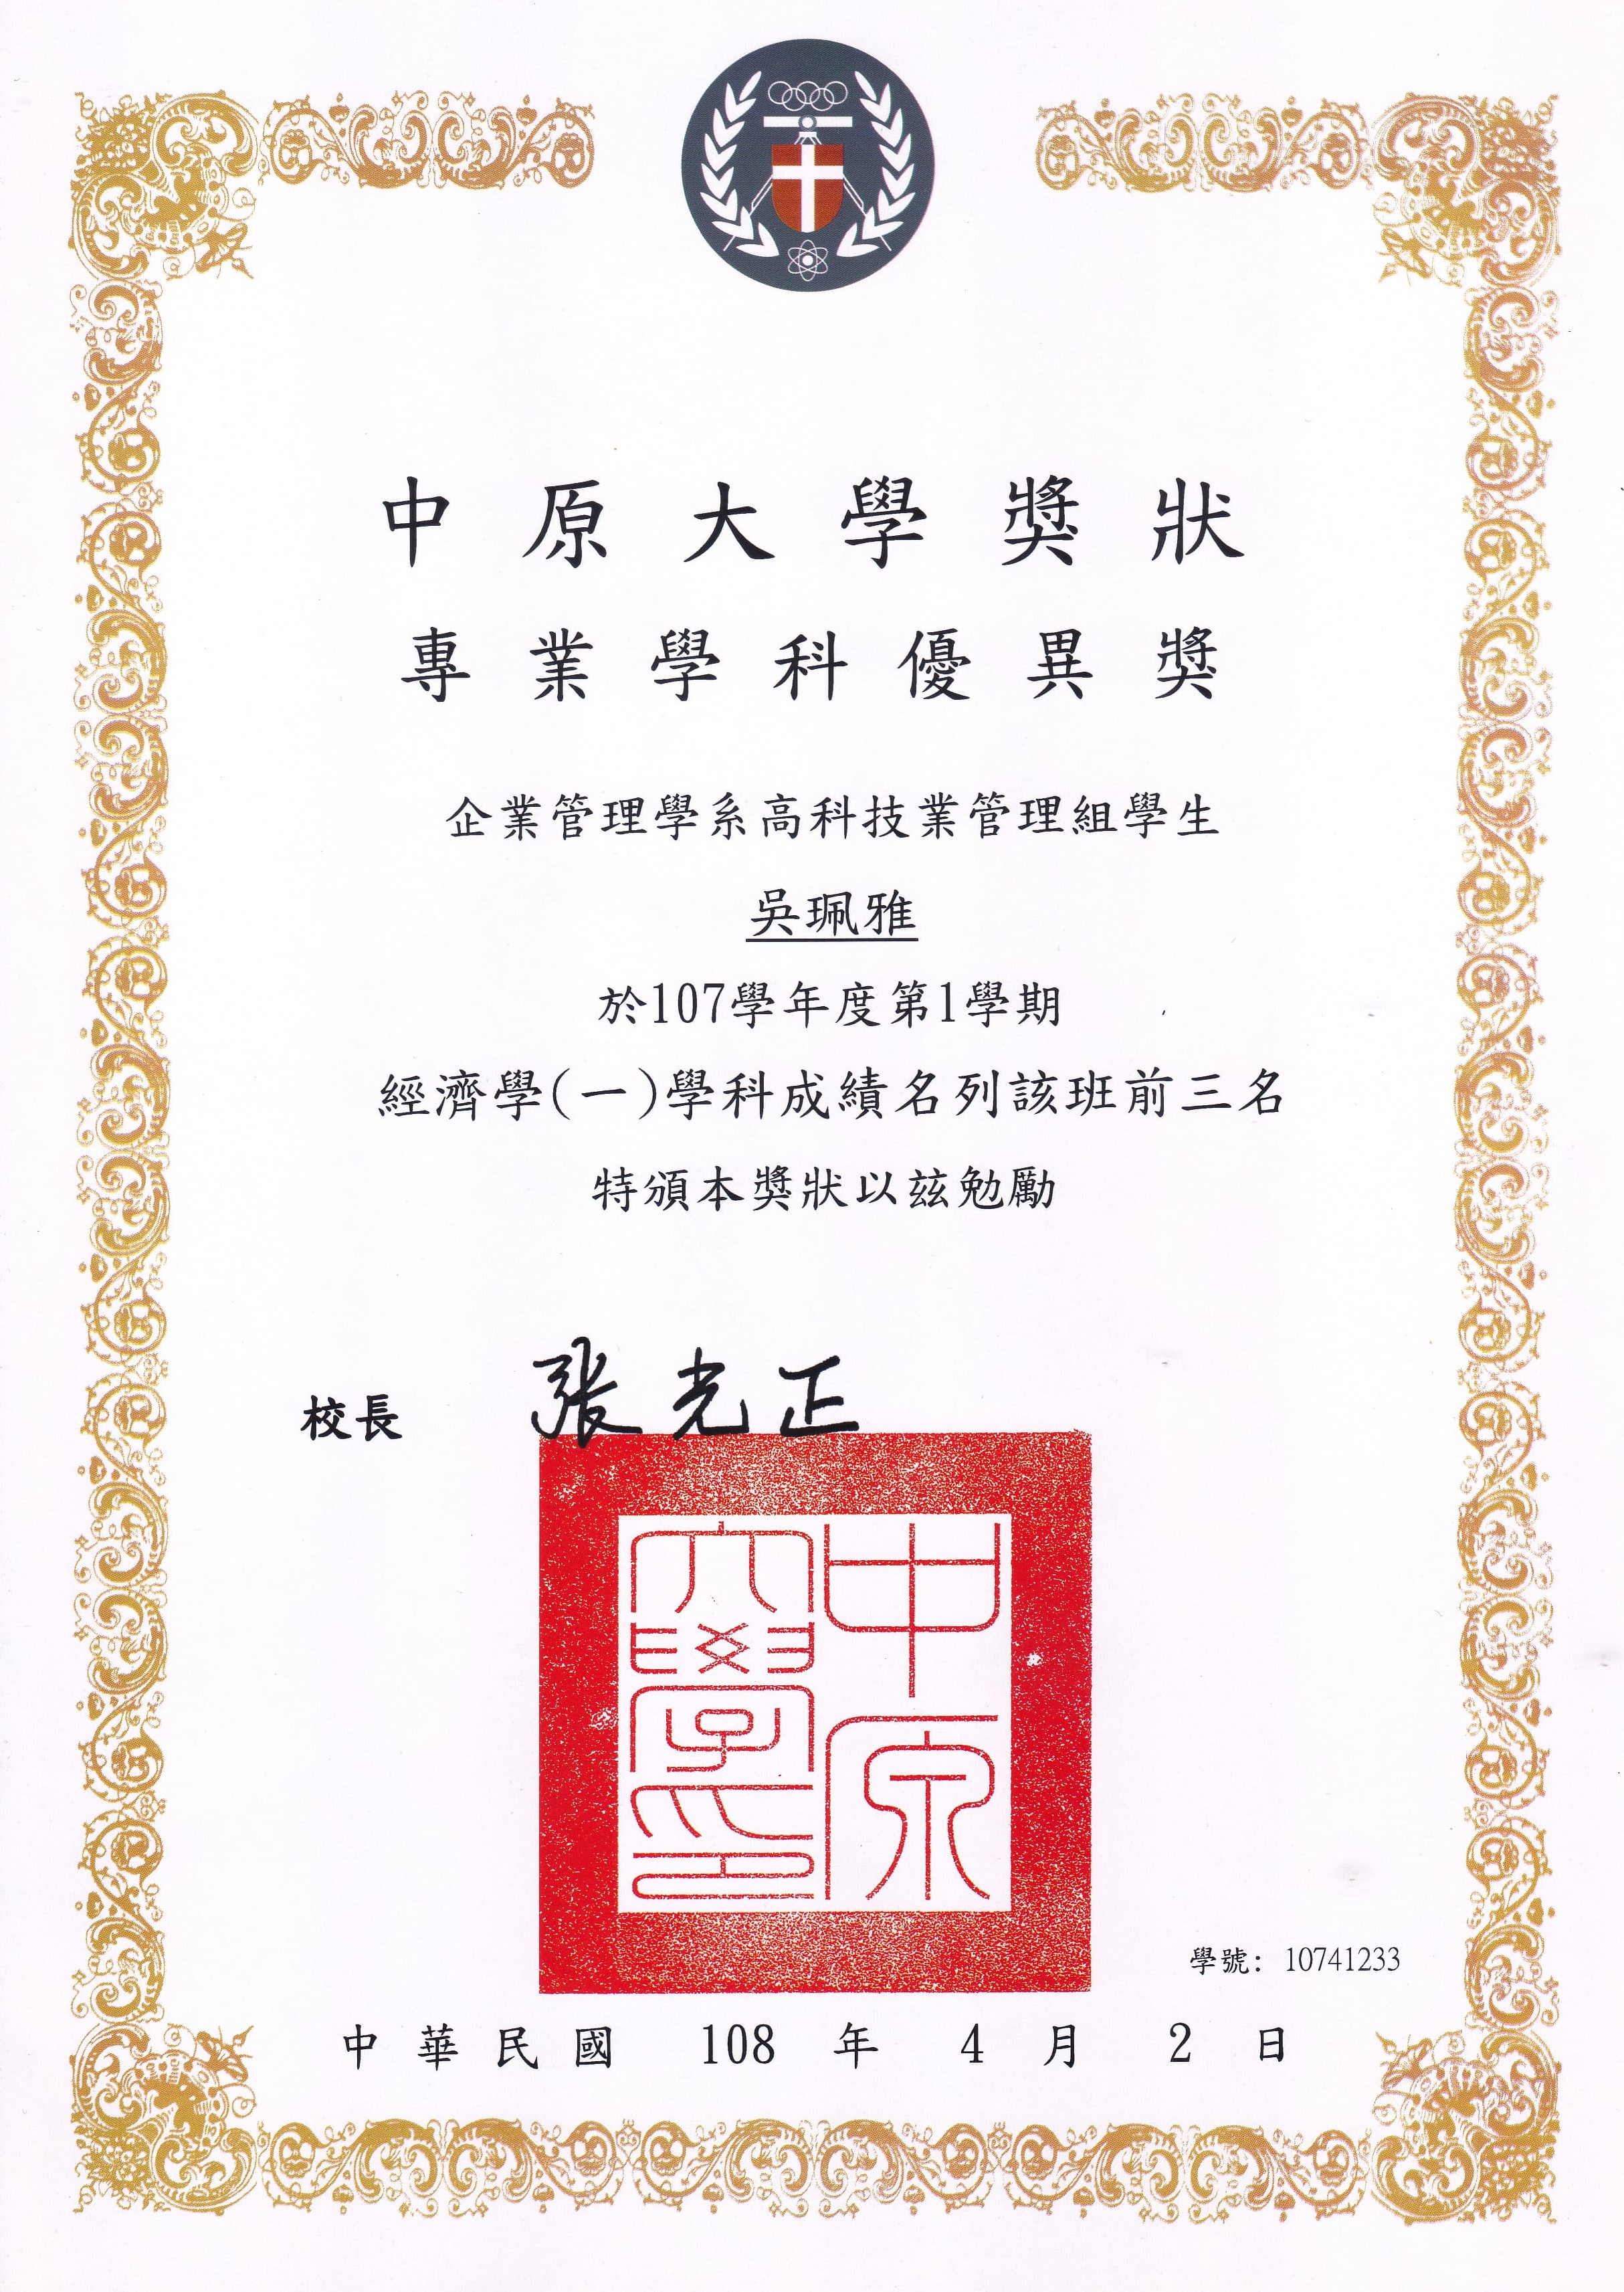 中原大學獎狀
專業學科優異獎
企業管理學系高科技業管理組學生
吳珮雅
於107學年度第1學期
經濟學(一)學科成績名列該班前三名
特頒本獎狀以茲勉勵
校長 張光正
中原
大學印
學號: 10741233
中華民國 108 年 4 月 2 日